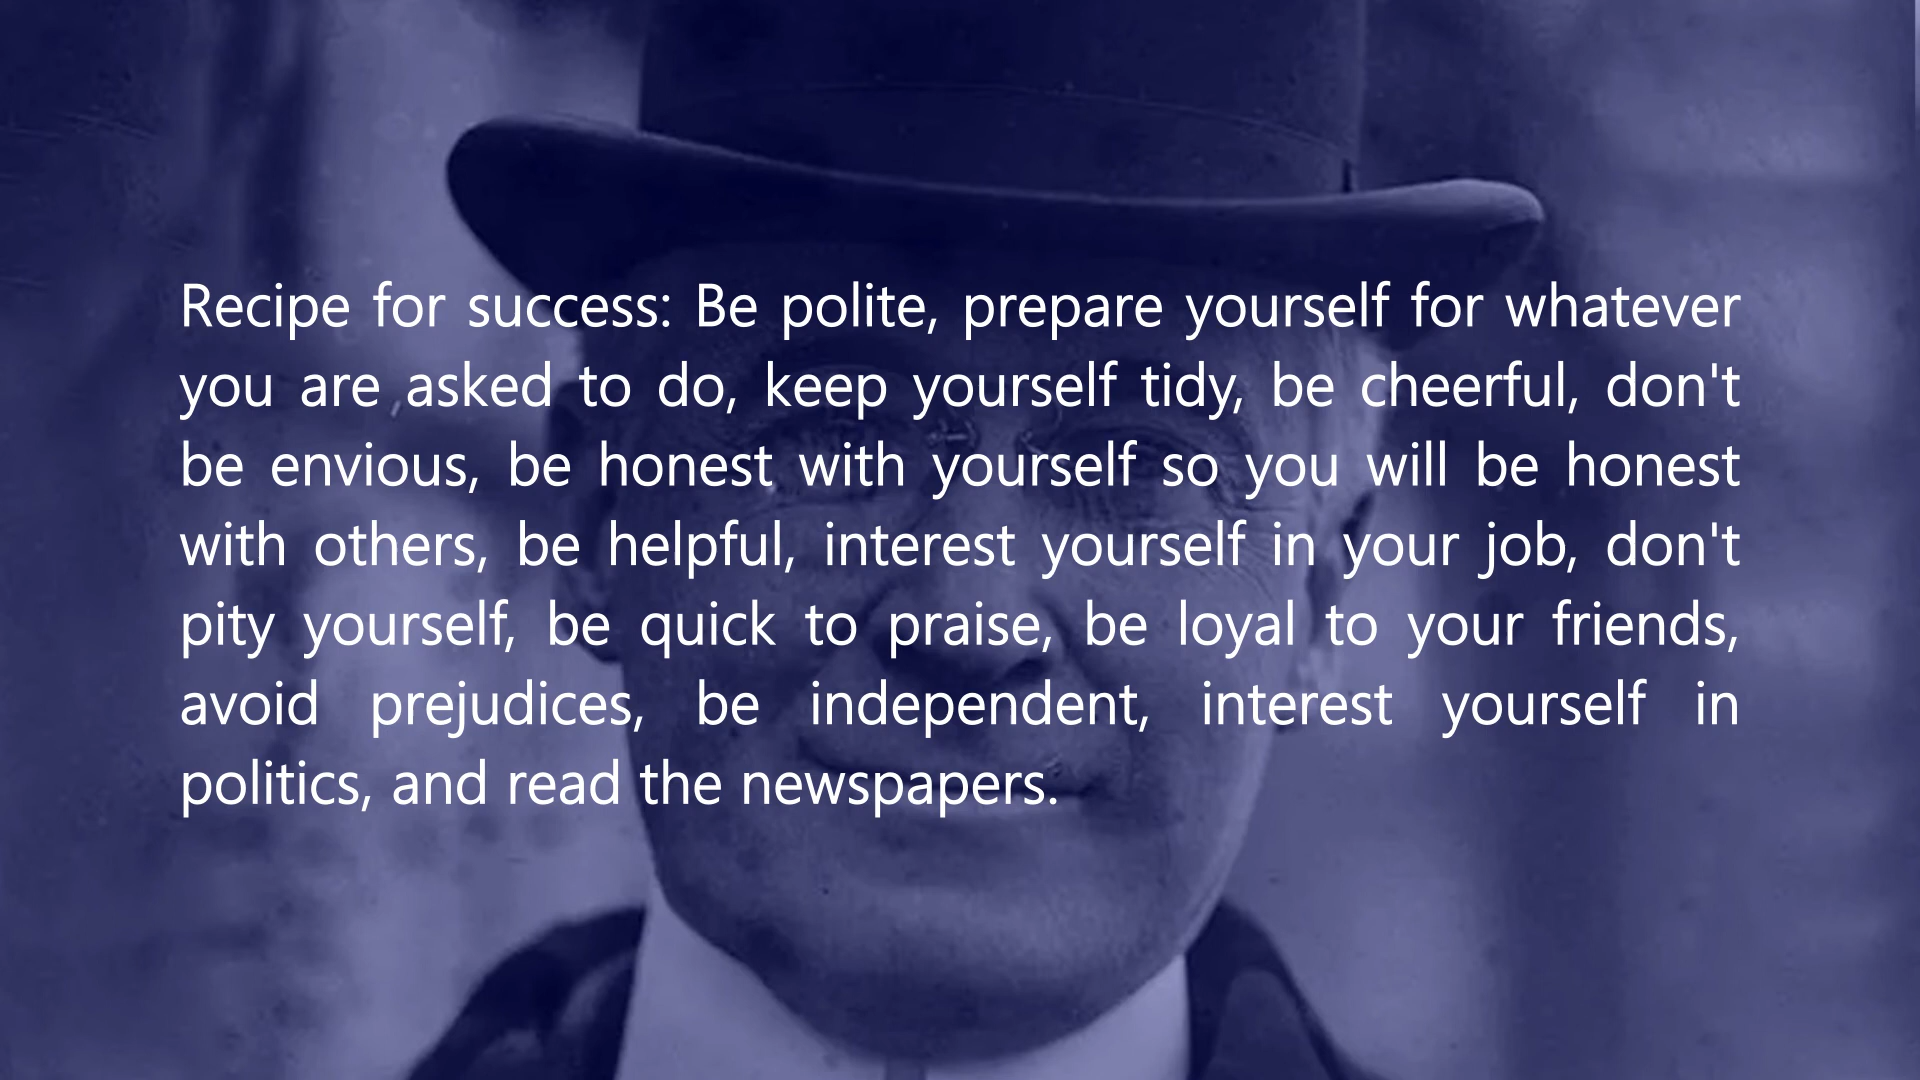 Recipe for success: Be polite, prepare yourself for whatever
you are asked to do, keep yourself tidy, be cheerful, don't
be envious, be honest with yourself so you will be honest
with others, be helpful, interest yourself in your job, don't
pity yourself, be quick to praise, be loyal to your friends,
avoid prejudices, be independent, interest yourself in
politics, and read the newspapers.